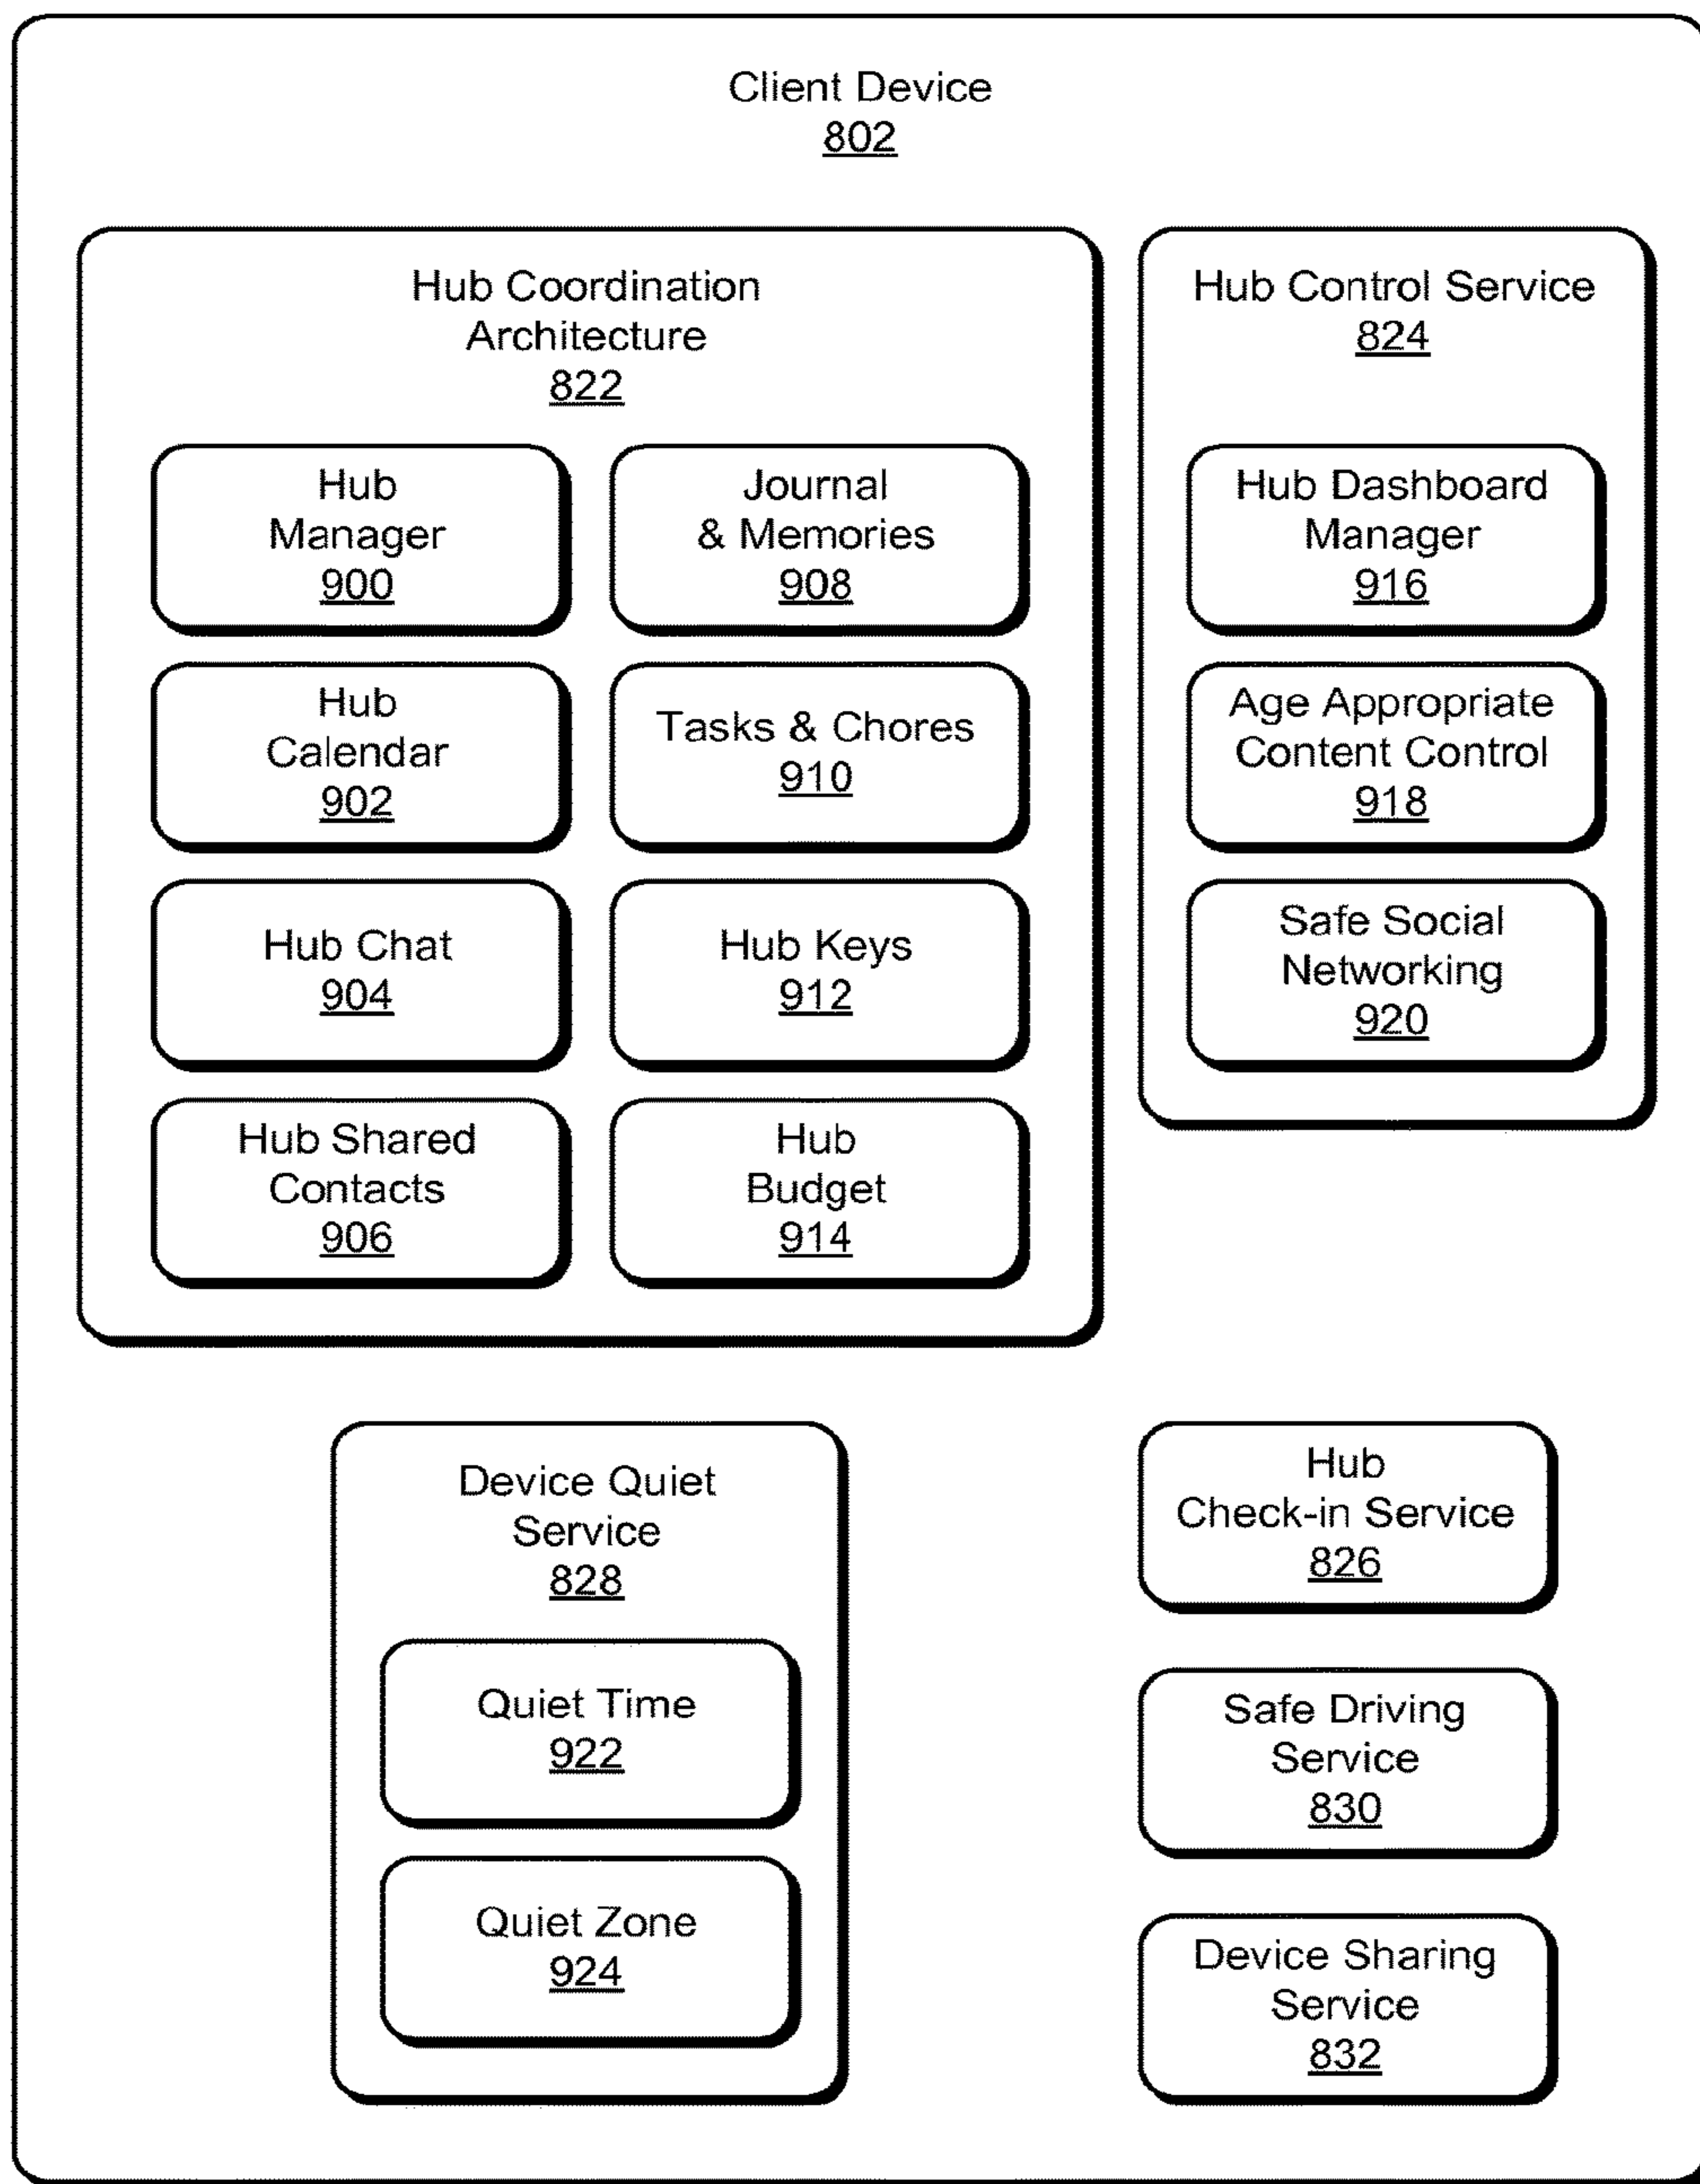 Client Device
802
Hub Coordination
Architecture
822
Hub
Manager
900
Journal
& Memories
908
Hub
Calendar
902
Tasks & Chores
910
Hub Chat
904
Hub Keys
912
Hub Shared
Contacts
906
Hub
Budget
914
Hub Control Service
824
Hub Dashboard
Manager
916
Age Appropriate
Content Control
918
Safe Social
Networking
920
Device Quiet
Service
828
Quiet Time
922
Quiet Zone
924
Hub
Check-in Service
826
Safe Driving
Service
830
Device Sharing
Service
832